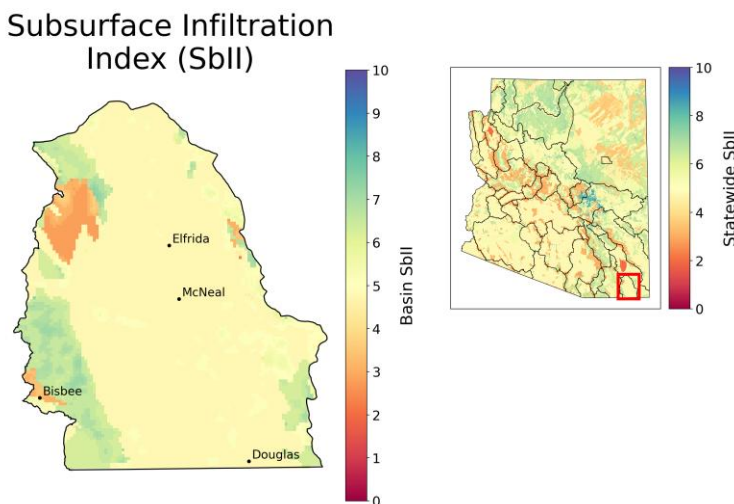 Subsurface Infiltration
Index (SbII)
Elfrida
McNeal
Bisbee
Douglas
10
9
8
7
6
5
4
3
2
1
0
Basin SbII
10
8
6
4
2
0
Statewide SbII